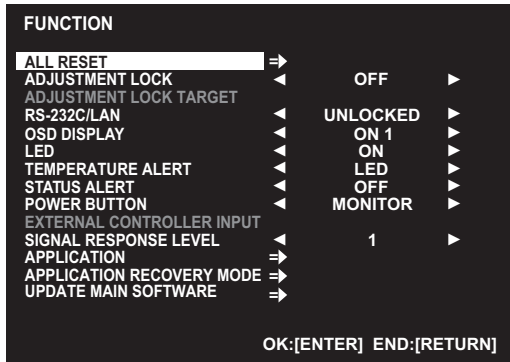 FUNCTION
ALL RESET
ADJUSTMENT LOCK OFF
ADJUSTMENT LOCK TARGET
RS-232C/LAN UNLOCKED
OSD DISPLAY ON 1
LED ON
TEMPERATURE ALERT LED
STATUS ALERT OFF
POWER BUTTON MONITOR
EXTERNAL CONTROLLER INPUT
SIGNAL RESPONSE LEVEL 1
APPLICATION
APPLICATION RECOVERY MODE
UPDATE MAIN SOFTWARE
OK:[ENTER] END:[RETURN]